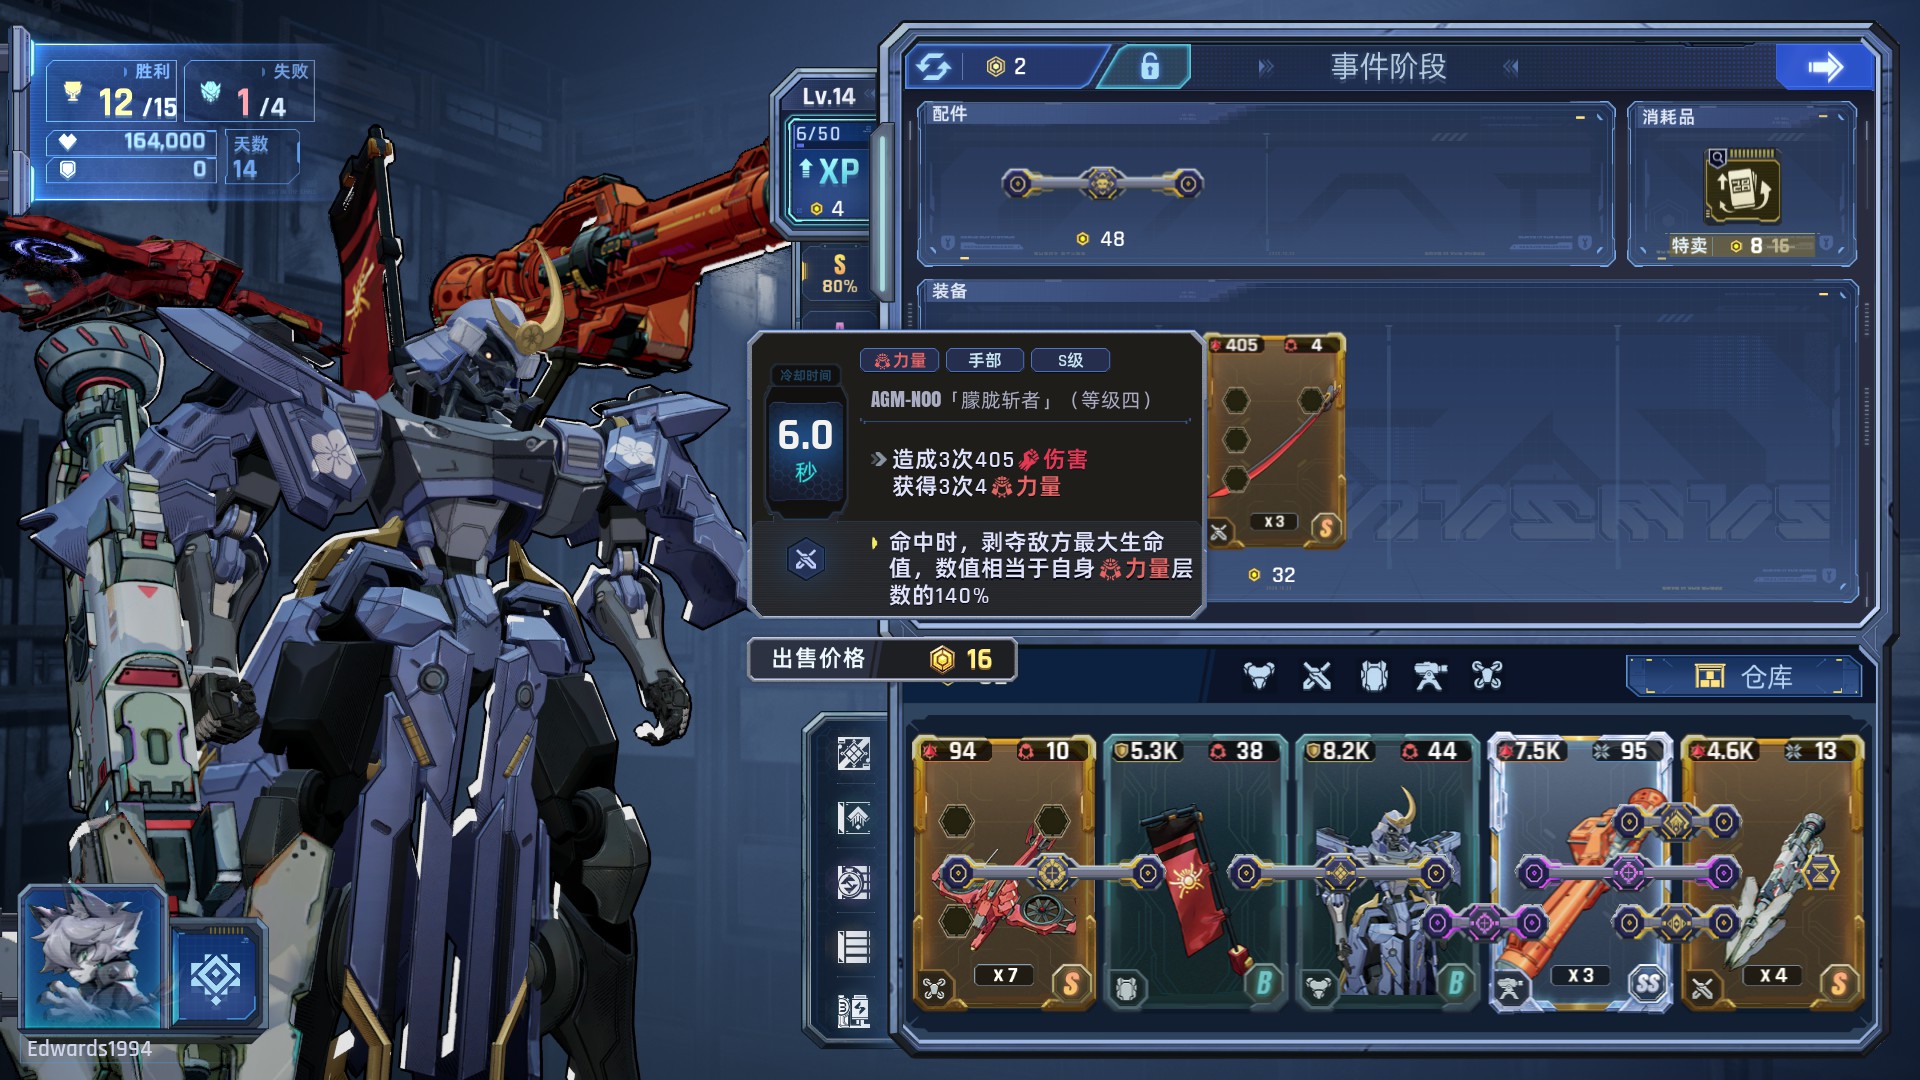 胜利
12 /15
失败
1 /4
164,000
0
天数
14
Lv.14
6/50
XP
4
S
80%
2
事件阶段
配件
48
消耗品
特卖 8 16
装备
405 4
x3
S
32
力量 手部 S级
冷却时间
6.0
秒
AGM-N00「朦胧斩者」（等级四）
造成3次405伤害
获得3次4力量
命中时，剥夺敌方最大生命
值，数值相当于自身力量层
数的140%
出售价格 16
仓库
94 10
x7
S
5.3K 38
B
8.2K 44
B
7.5K 95
x3
SS
4.6K 13
x4
S
Edwards1994